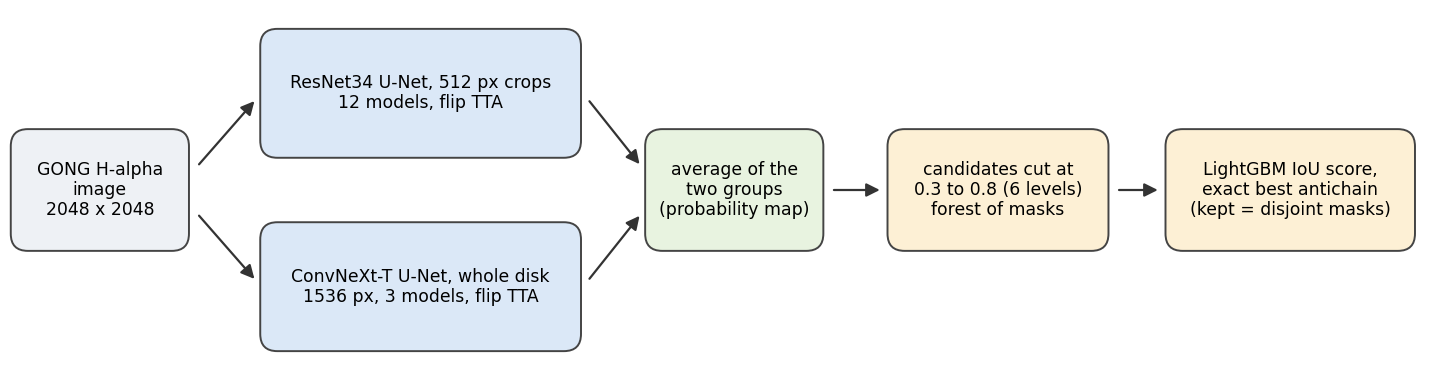 GONG H-alpha
image
2048 x 2048
ResNet34 U-Net, 512 px crops
12 models, flip TTA
ConvNeXt-T U-Net, whole disk
1536 px, 3 models, flip TTA
average of the
two groups
(probability map)
candidates cut at
0.3 to 0.8 (6 levels)
forest of masks
LightGBM IoU score,
exact best antichain
(kept = disjoint masks)